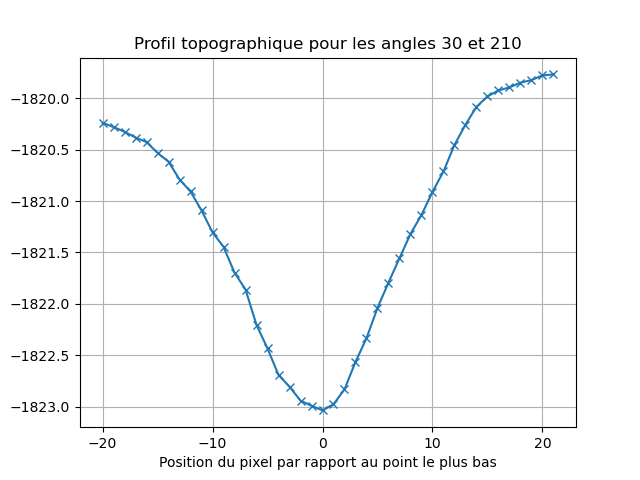 Profil topographique pour les angles 30 et 210
−1820.0
−1820.5
−1821.0
−1821.5
−1822.0
−1822.5
−1823.0
−20 −10 0 10 20
Position du pixel par rapport au point le plus bas